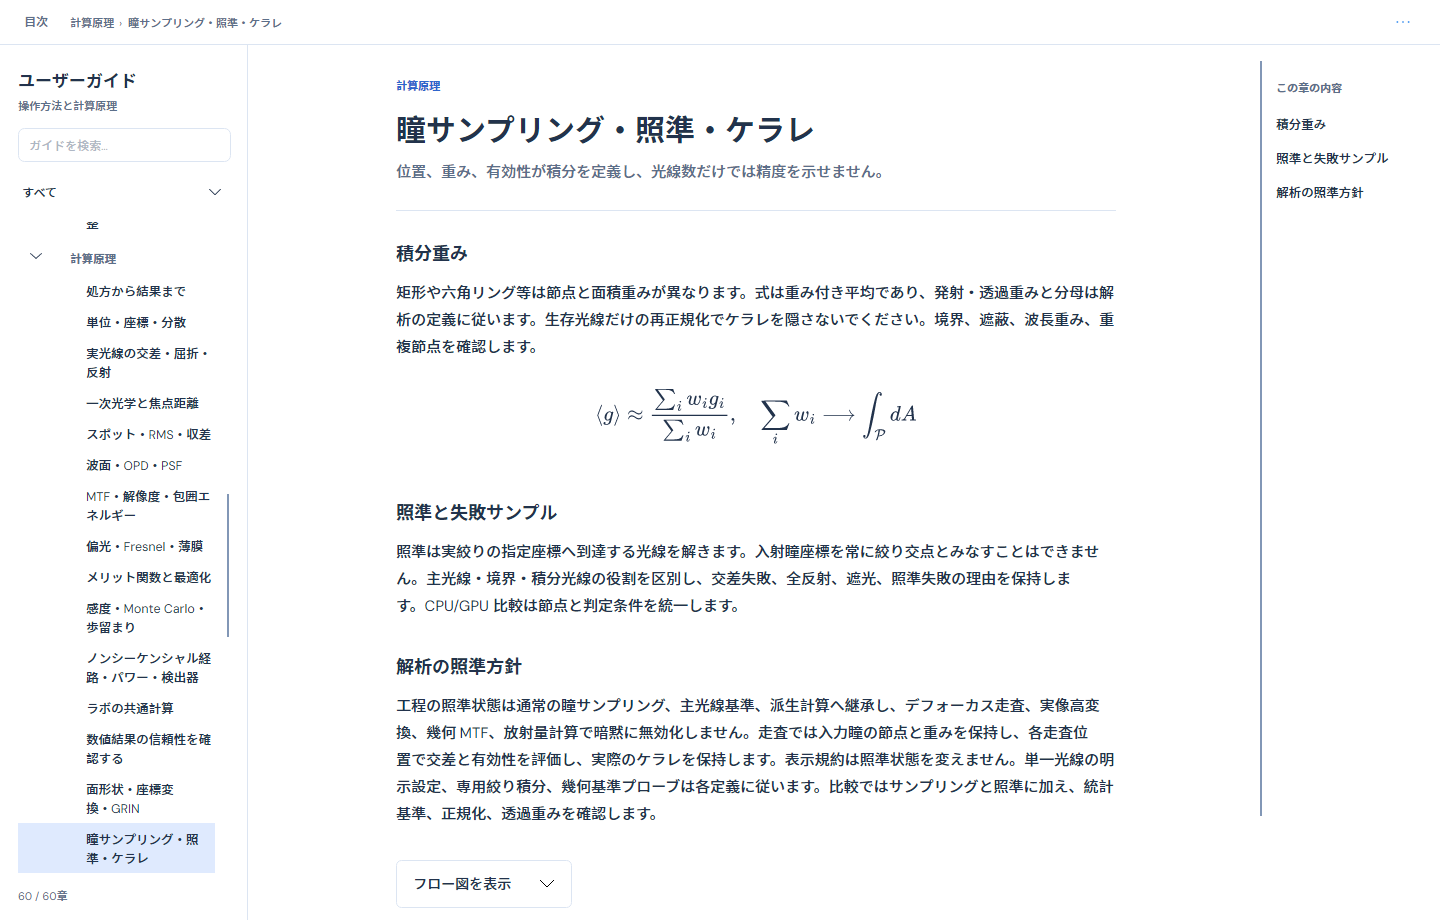 目次
計算原理 › 瞳サンプリング・照準・ケラレ
...
ユーザーガイド
操作方法と計算原理
ガイドを検索...
すべて
計算原理
処方から結果まで
単位・座標・分散
実光線の交差・屈折・
反射
一次光学と焦点距離
スポット・RMS・収差
波面・OPD・PSF
MTF・解像度・包囲エ
ネルギー
偏光・Fresnel・薄膜
メリット関数と最適化
感度・Monte Carlo・
歩留まり
ノンシーケンシャル経
路・パワー・検出器
ラボの共通計算
数値結果の信頼性を確
認する
面形状・座標変
換・GRIN
瞳サンプリング・照
準・ケラレ
60 / 60章
計算原理
瞳サンプリング・照準・ケラレ
位置、重み、有効性が積分を定義し、光線数だけでは精度を示せません。
積分重み
矩形や六角リング等は節点と面積重みが異なります。式は重み付き平均であり、発射・透過重みと分母は解
析の定義に従います。生存光線だけの再正規化でケラレを隠さないでください。境界、遮蔽、波長重み、重
複節点を確認します。
⟨g⟩ ≈ ∑ᵢ wᵢgᵢ / ∑ᵢ wᵢ, ∑ᵢ wᵢ ⟶ ∫_𝒫 dA
照準と失敗サンプル
照準は実絞りの指定座標へ到達する光線を解きます。入射瞳座標を常に絞り交点とみなすことはできませ
ん。主光線・境界・積分光線の役割を区別し、交差失敗、全反射、遮光、照準失敗の理由を保持しま
す。CPU/GPU 比較は節点と判定条件を統一します。
解析の照準方針
工程の照準状態は通常の瞳サンプリング、主光線基準、派生計算へ継承し、デフォーカス走査、実像高変
換、幾何 MTF、放射量計算で暗黙に無効化しません。走査では入力瞳の節点と重みを保持し、各走査位
置で交差と有効性を評価し、実際のケラレを保持します。表示規約は照準状態を変えません。単一光線の明
示設定、専用絞り積分、幾何基準プローブは各定義に従います。比較ではサンプリングと照準に加え、統計
基準、正規化、透過重みを確認します。
フロー図を表示
この章の内容
積分重み
照準と失敗サンプル
解析の照準方針